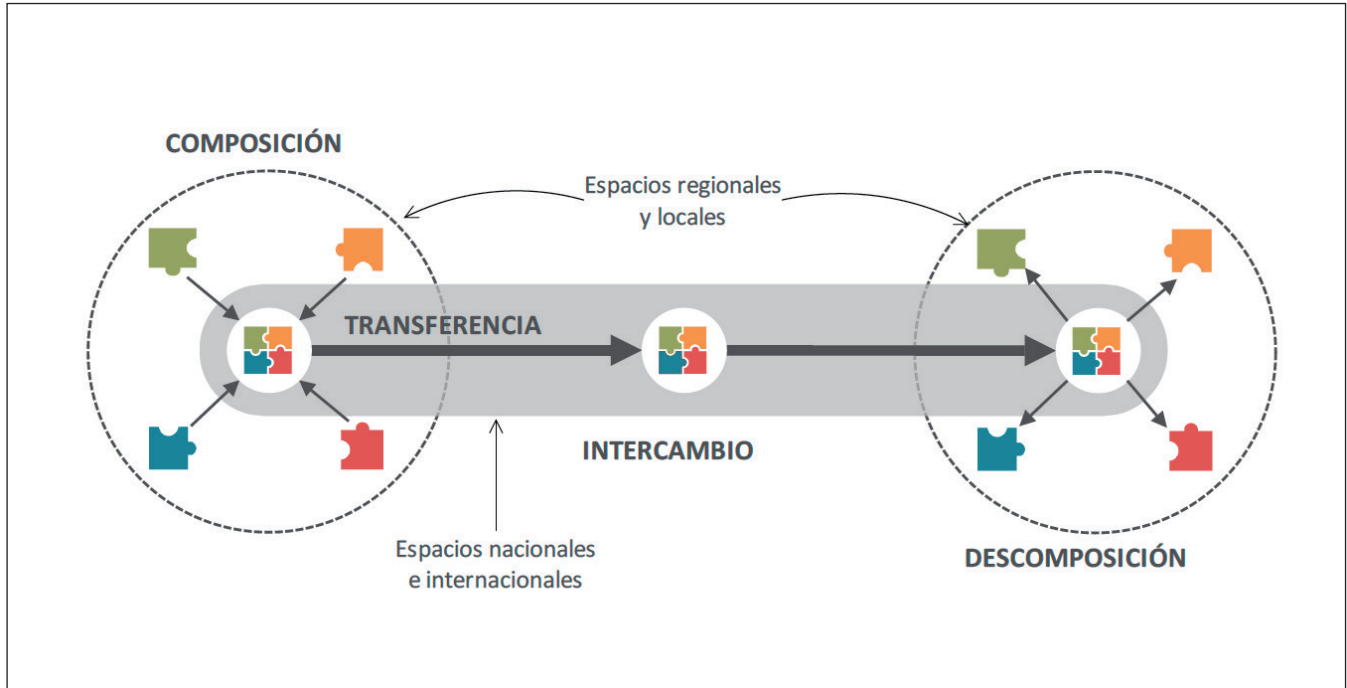 COMPOSICIÓN
Espacios regionales
y locales
TRANSFERENCIA
INTERCAMBIO
Espacios nacionales
e internacionales
DESCOMPOSICIÓN